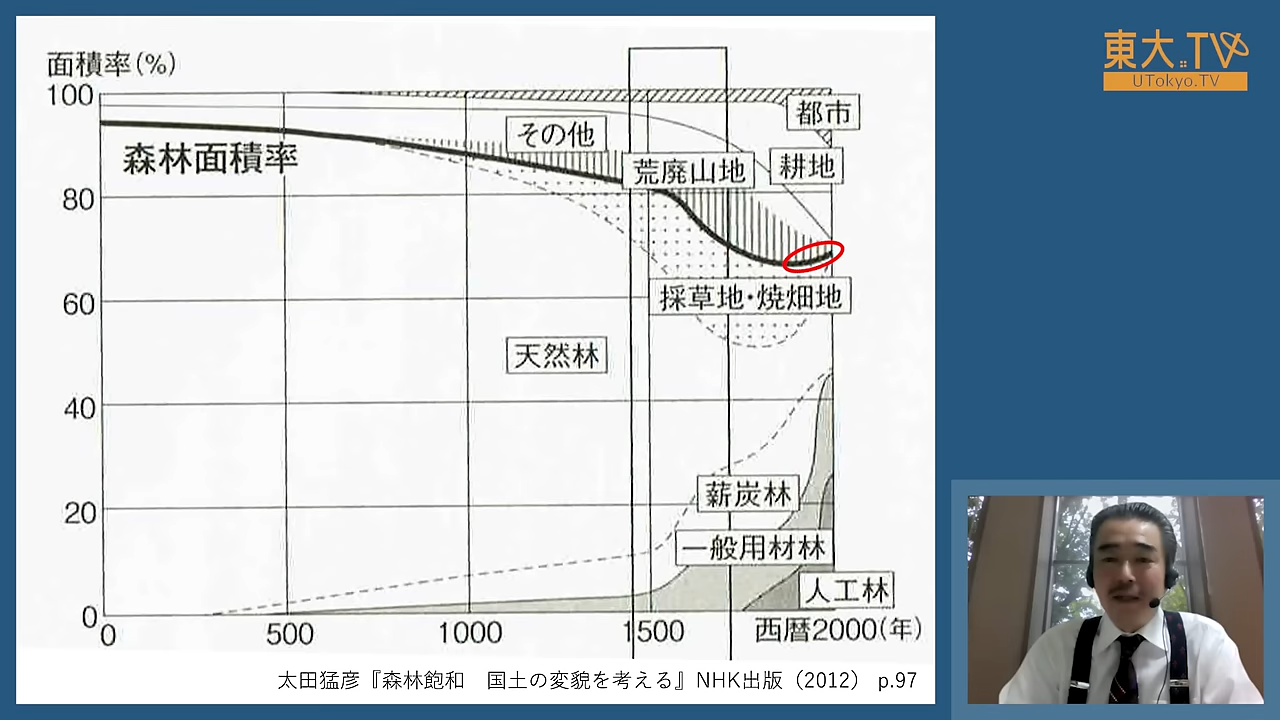 東大TV
UTokyo.TV
面積率(%)
100
都市
その他
森林面積率
荒廃山地
耕地
80
採草地・焼畑地
60
天然林
40
薪炭林
20
一般用材林
人工林
0
0 500 1000 1500 西暦2000(年)
太田猛彦『森林飽和 国土の変貌を考える』NHK出版（2012） p.97